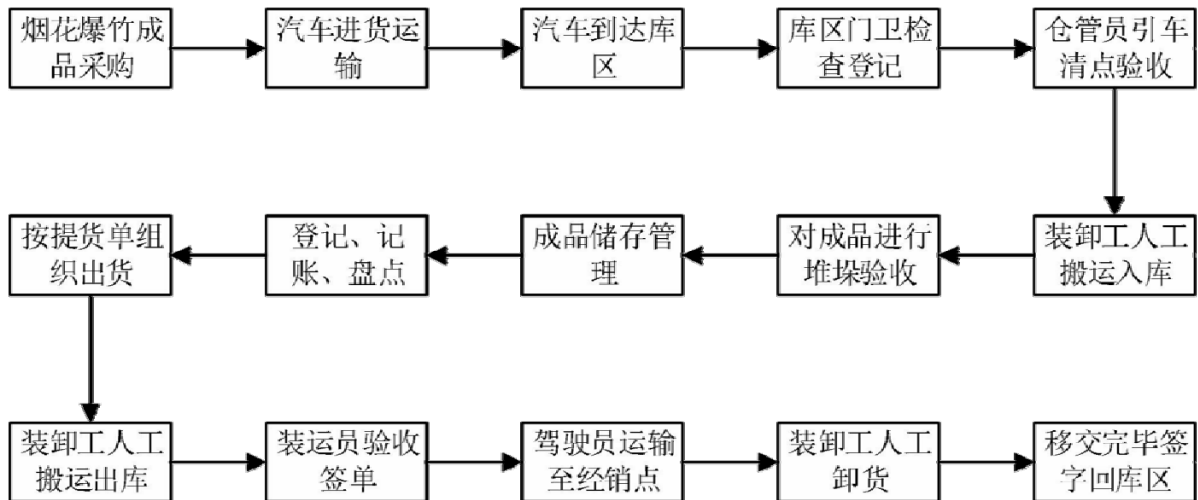 烟花爆竹成
品采购
汽车进货运
输
汽车到达库
区
库区门卫检
查登记
仓管员引车
清点验收
装卸工人工
搬运入库
对成品进行
堆垛验收
成品储存管
理
登记、记
账、盘点
按提货单组
织出货
装卸工人工
搬运出库
装运员验收
签单
驾驶员运输
至经销点
装卸工人工
卸货
移交完毕签
字回库区